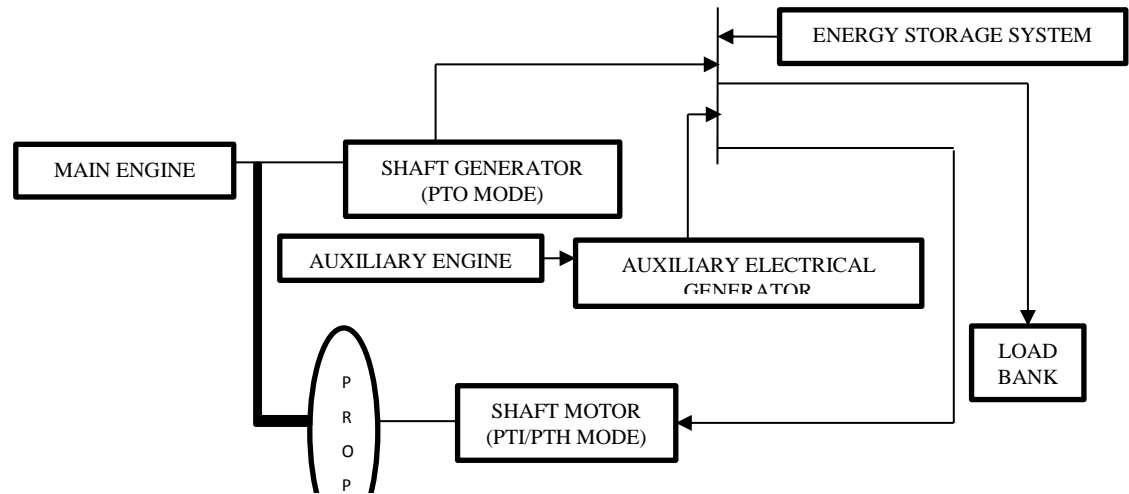 ENERGY STORAGE SYSTEM
MAIN ENGINE
SHAFT GENERATOR
(PTO MODE)
AUXILIARY ENGINE
AUXILIARY ELECTRICAL
GENERATOR
LOAD
BANK
P
R
O
P
SHAFT MOTOR
(PTI/PTH MODE)